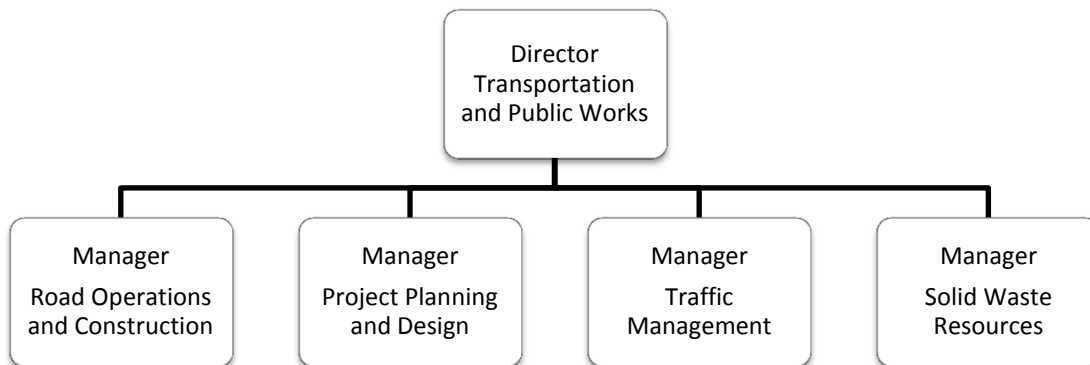 Director
Transportation
and Public Works
Manager
Road Operations
and Construction
Manager
Project Planning
and Design
Manager
Traffic
Management
Manager
Solid Waste
Resources